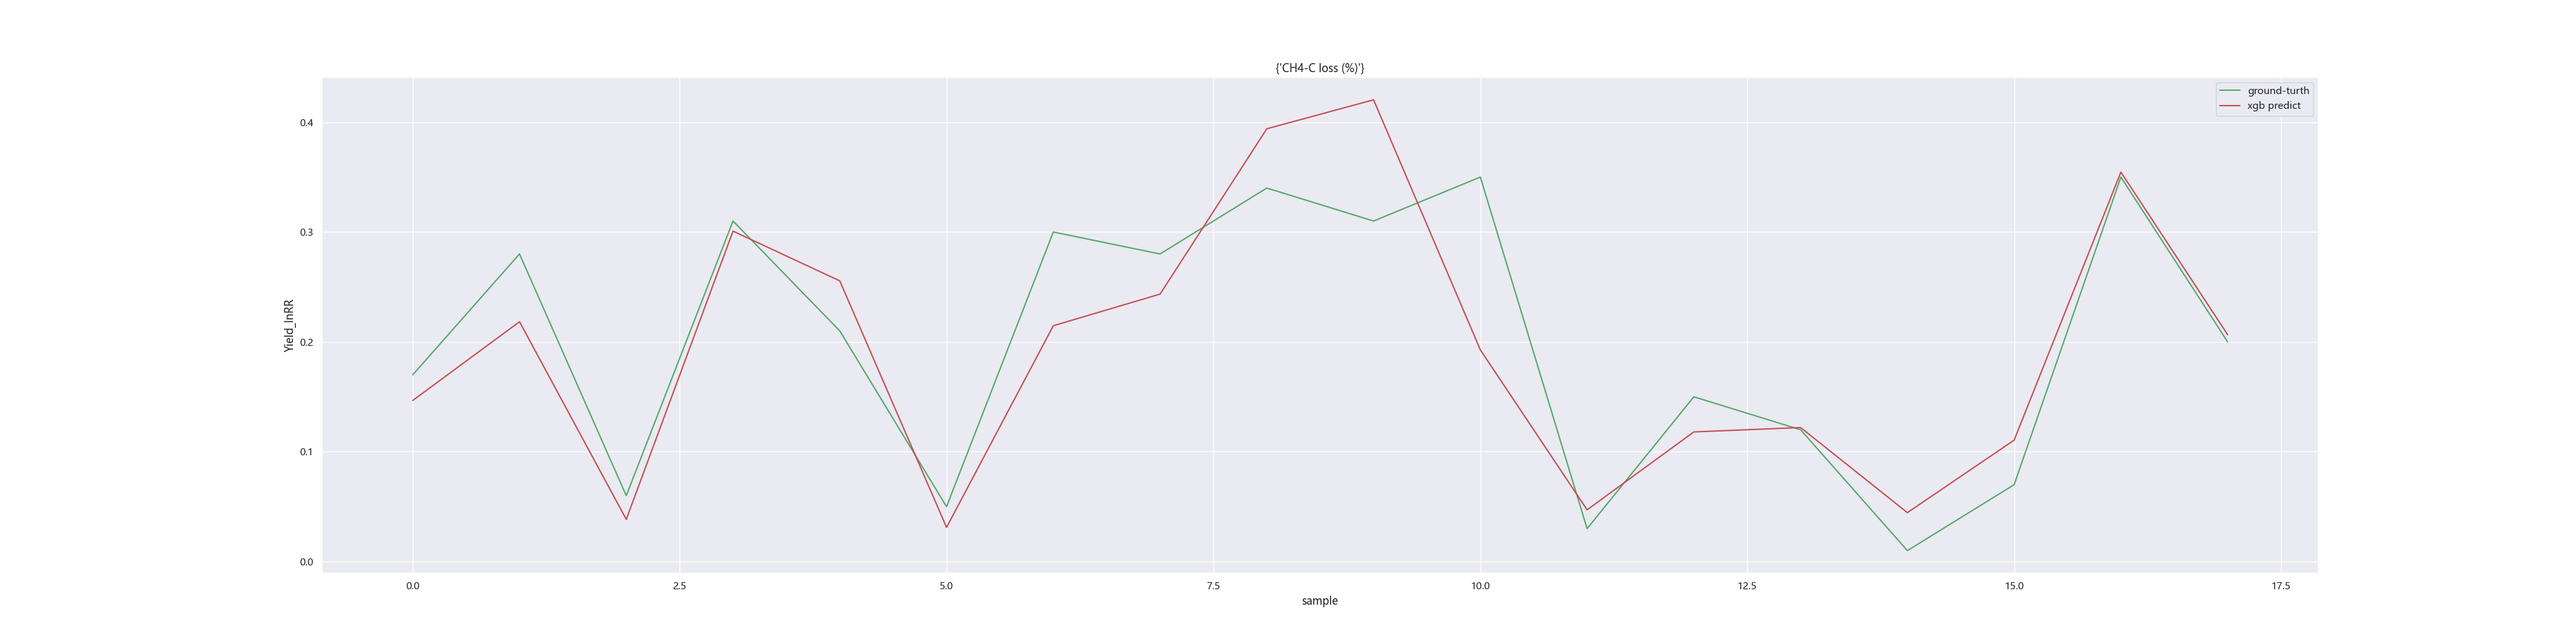 {'CH4-C loss (%)'}
ground-turth
xgb predict
Yield_lnRR
0.4
0.3
0.2
0.1
0.0
0.0 2.5 5.0 7.5 10.0 12.5 15.0 17.5
sample